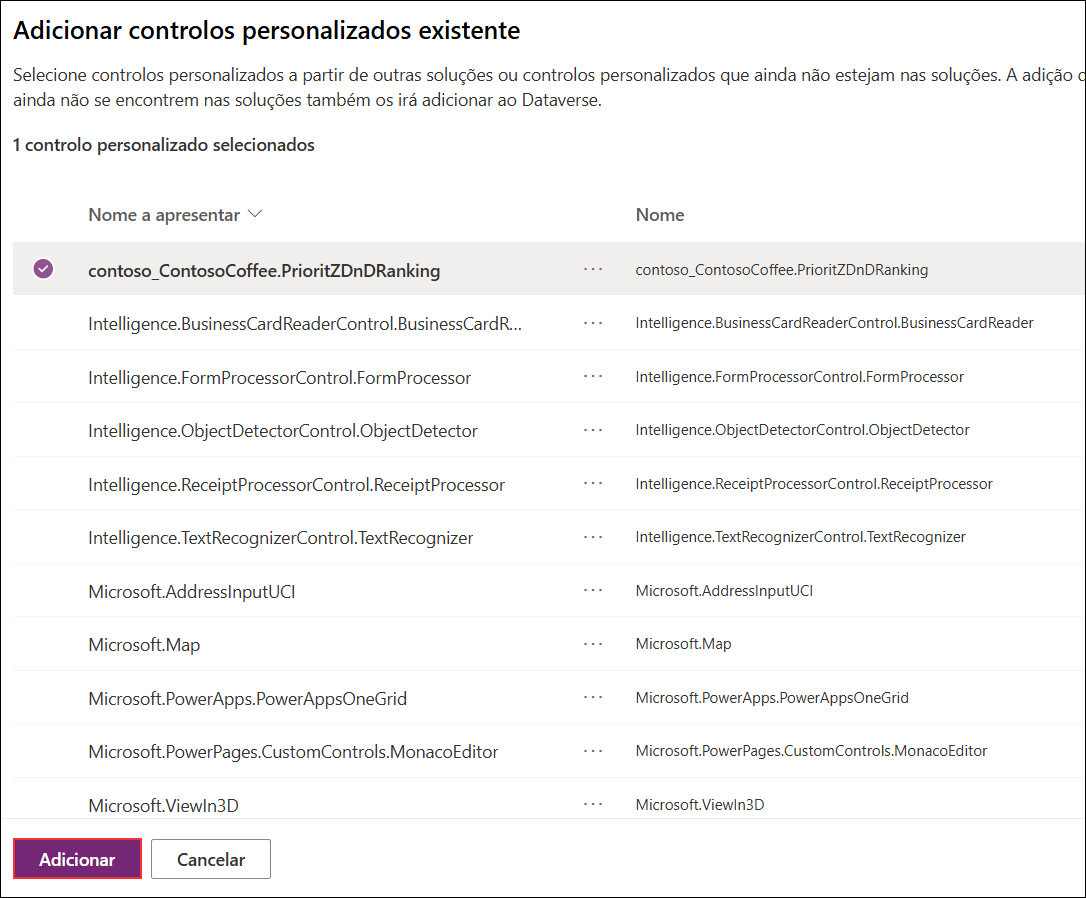 Adicionar controlos personalizados existente
Selecione controlos personalizados a partir de outras soluções ou controlos personalizados que ainda não estejam nas soluções. A adição
ainda não se encontrem nas soluções também os irá adicionar ao Dataverse.
1 controlo personalizado selecionados
Nome a apresentar Nome
contoso_ContosoCoffee.PrioritZDnDRanking ... contoso_ContosoCoffee.PrioritZDnDRanking
Intelligence.BusinessCardReaderControl.BusinessCardR... ... Intelligence.BusinessCardReaderControl.BusinessCardReader
Intelligence.FormProcessorControl.FormProcessor ... Intelligence.FormProcessorControl.FormProcessor
Intelligence.ObjectDetectorControl.ObjectDetector ... Intelligence.ObjectDetectorControl.ObjectDetector
Intelligence.ReceiptProcessorControl.ReceiptProcessor ... Intelligence.ReceiptProcessorControl.ReceiptProcessor
Intelligence.TextRecognizerControl.TextRecognizer ... Intelligence.TextRecognizerControl.TextRecognizer
Microsoft.AddressInputUCI ... Microsoft.AddressInputUCI
Microsoft.Map ... Microsoft.Map
Microsoft.PowerApps.PowerAppsOneGrid ... Microsoft.PowerApps.PowerAppsOneGrid
Microsoft.PowerPages.CustomControls.MonacoEditor ... Microsoft.PowerPages.CustomControls.MonacoEditor
Microsoft.ViewIn3D ... Microsoft.ViewIn3D
Adicionar Cancelar